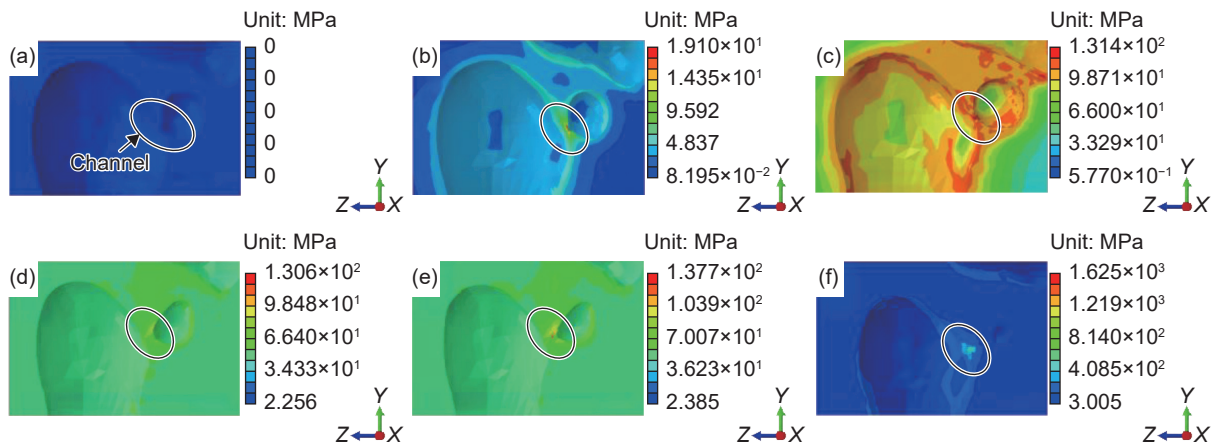 Unit: MPa
(a)
0
0
0
0
0
Channel
Y
Z
X
Unit: MPa
(b)
1.910×10¹
1.435×10¹
9.592
4.837
8.195×10⁻²
Y
Z
X
Unit: MPa
(c)
1.314×10²
9.871×10¹
6.600×10¹
3.329×10¹
5.770×10⁻¹
Y
Z
X
Unit: MPa
(d)
1.306×10²
9.848×10¹
6.640×10¹
3.433×10¹
2.256
Y
Z
X
Unit: MPa
(e)
1.377×10²
1.039×10²
7.007×10¹
3.623×10¹
2.385
Y
Z
X
Unit: MPa
(f)
1.625×10³
1.219×10³
8.140×10²
4.085×10²
3.005
Y
Z
X